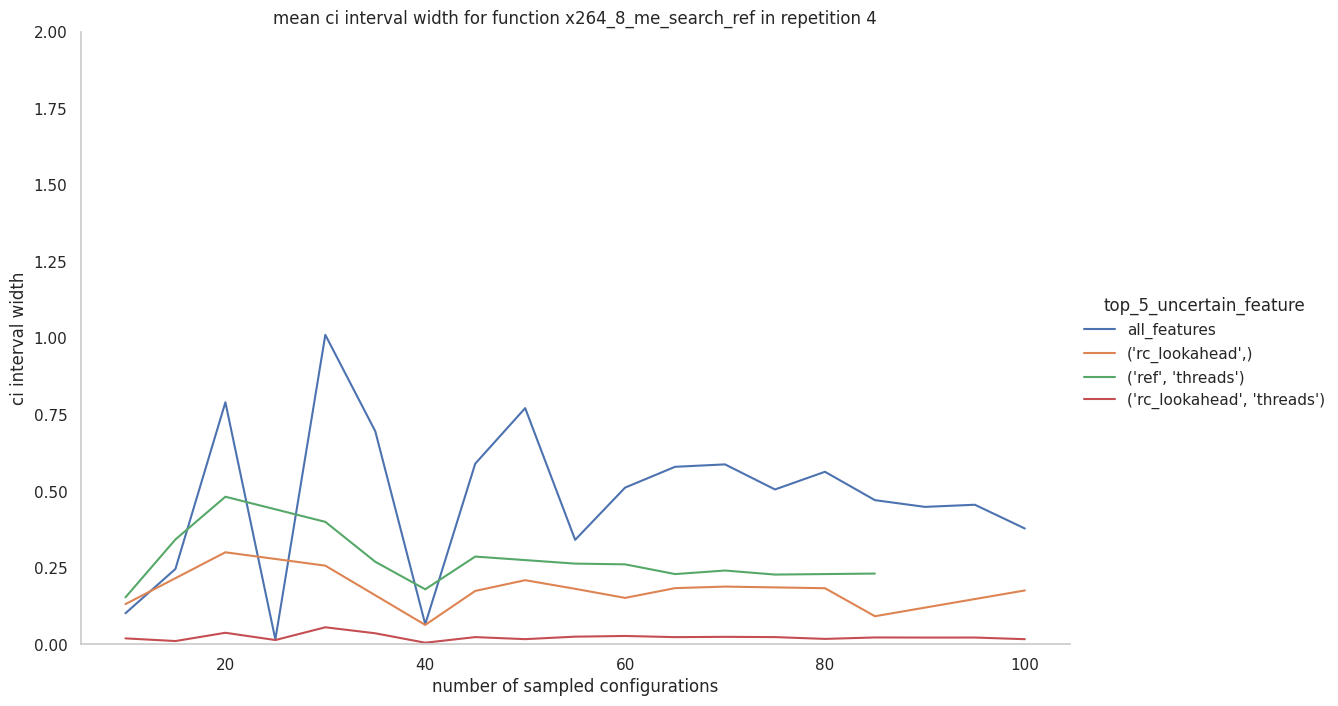 mean ci interval width for function x264_8_me_search_ref in repetition 4
2.00
1.75
1.50
1.25
1.00
0.75
0.50
0.25
0.00
ci interval width
20
40
60
80
100
number of sampled configurations
top_5_uncertain_feature
all_features
('rc_lookahead',)
('ref', 'threads')
('rc_lookahead', 'threads')